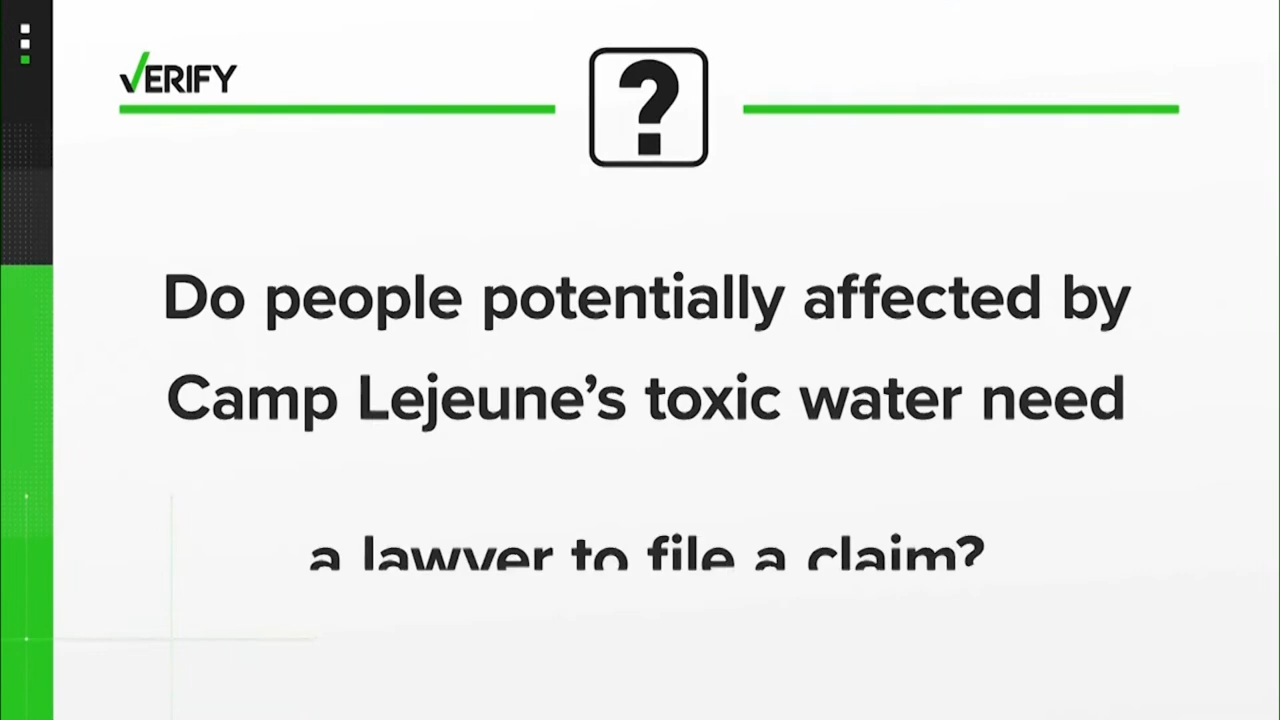 VERIFY
?
Do people potentially affected by
Camp Lejeune’s toxic water need
a lawyer to file a claim?